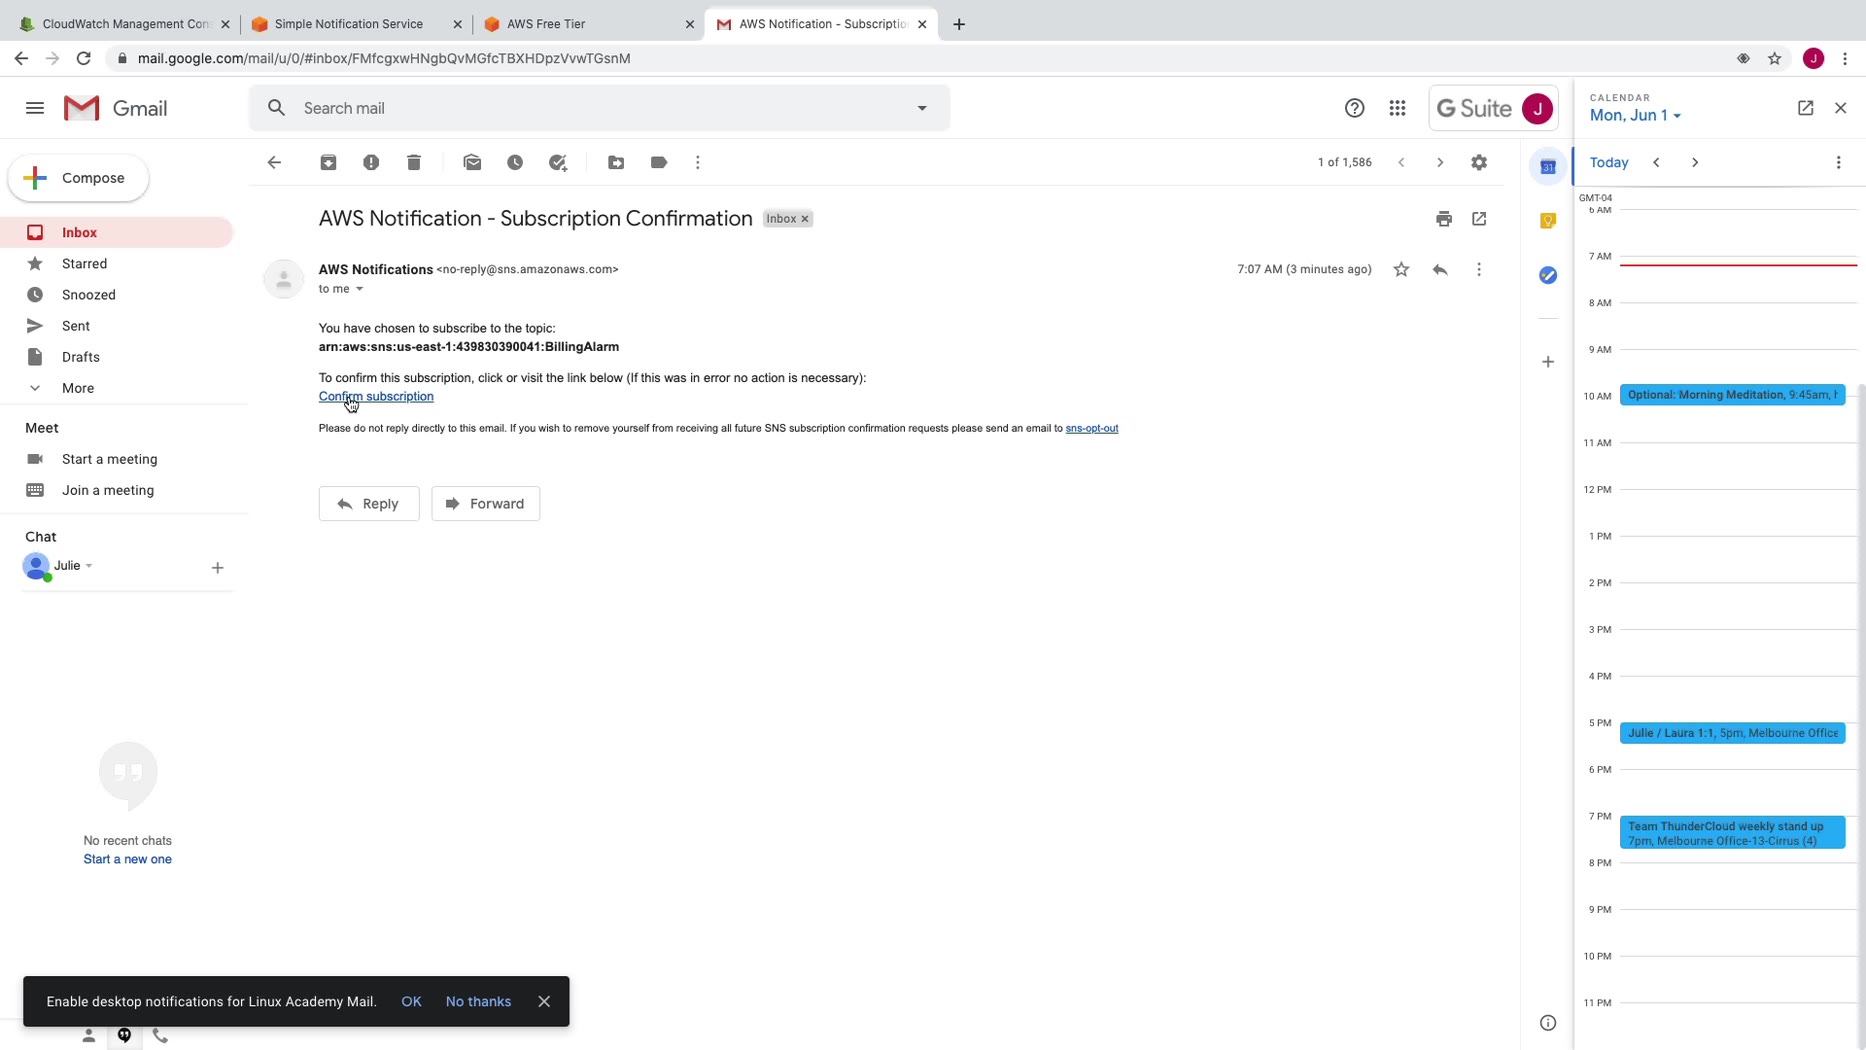 CloudWatch Management Con
Simple Notification Service
AWS Free Tier
AWS Notification - Subscriptio
mail.google.com/mail/u/0/#inbox/FMfcgxwHNgbQvMGfcTBXHDpzVvwTGsnM
J
Gmail
Search mail
G Suite
J
CALENDAR
Mon, Jun 1
Compose
1 of 1,586
31
Today
GMT-04
AWS Notification - Subscription Confirmation
Inbox ×
Inbox
Starred
Snoozed
Sent
Drafts
More
AWS Notifications <no-reply@sns.amazonaws.com>
7:07 AM (3 minutes ago)
to me
You have chosen to subscribe to the topic:
arn:aws:sns:us-east-1:439830390041:BillingAlarm
To confirm this subscription, click or visit the link below (If this was in error no action is necessary):
Confirm subscription
Please do not reply directly to this email. If you wish to remove yourself from receiving all future SNS subscription confirmation requests please send an email to sns-opt-out
Reply
Forward
Meet
Start a meeting
Join a meeting
Chat
Julie
No recent chats
Start a new one
6 AM
7 AM
8 AM
9 AM
10 AM
Optional: Morning Meditation, 9:45am, h
11 AM
12 PM
1 PM
2 PM
3 PM
4 PM
5 PM
Julie / Laura 1:1, 5pm, Melbourne Office
6 PM
7 PM
Team ThunderCloud weekly stand up
7pm, Melbourne Office-13-Cirrus (4)
8 PM
9 PM
10 PM
11 PM
Enable desktop notifications for Linux Academy Mail.
OK
No thanks